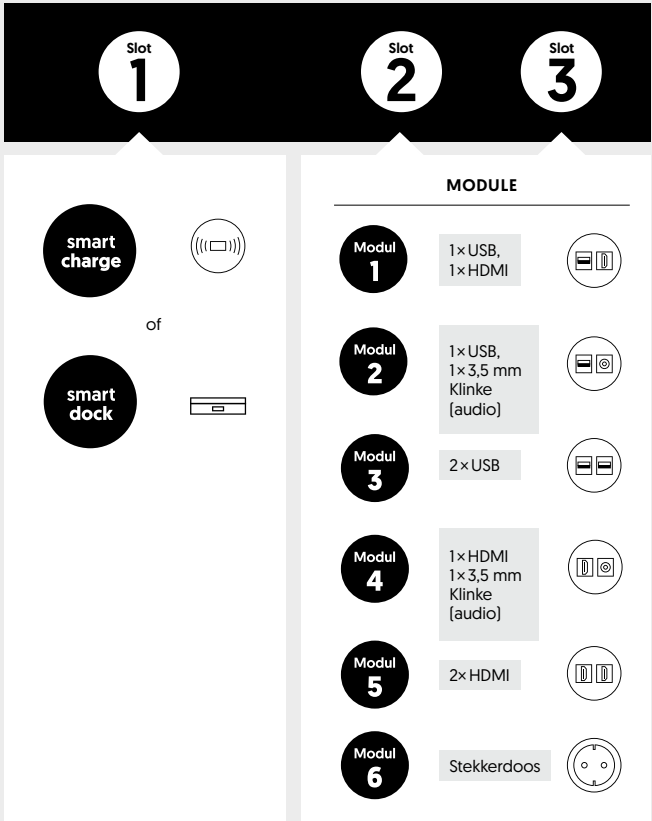 Slot
1
Slot
2
Slot
3
smart
charge
of
smart
dock
MODULE
Modul
1
1×USB,
1×HDMI
Modul
2
1×USB,
1×3,5 mm
Klinke
(audio)
Modul
3
2×USB
Modul
4
1×HDMI
1×3,5 mm
Klinke
(audio)
Modul
5
2×HDMI
Modul
6
Stekkerdoos